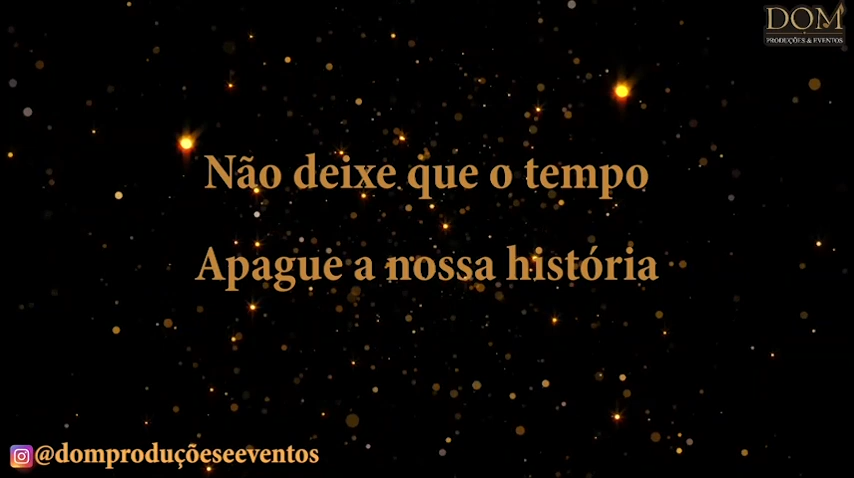 DOM
PRODUÇÕES & EVENTOS
Não deixe que o tempo
Apague a nossa história
@domproduçõeseeventos